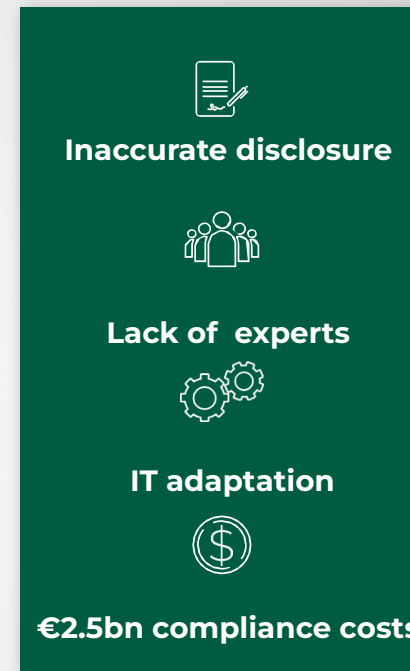 Inaccurate disclosure
Lack of experts
IT adaptation
$
€2.5bn compliance costs